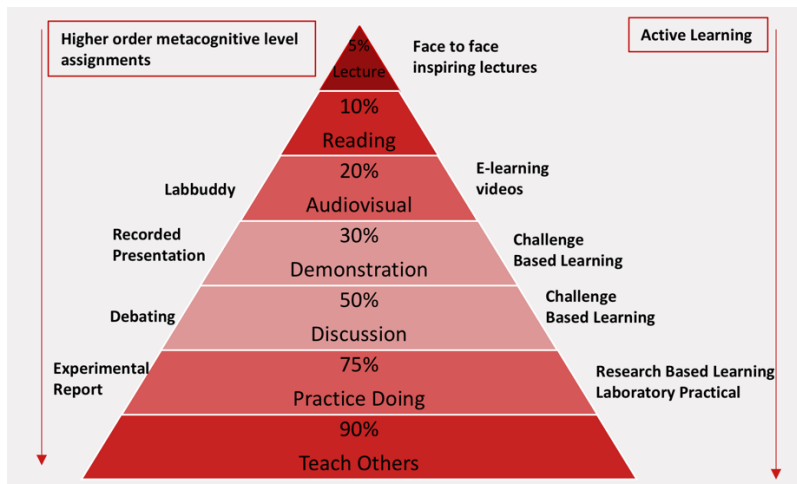 Higher order metacognitive level
assignments
Active Learning
5%
Lecture
Face to face
inspiring lectures
10%
Reading
20%
Audiovisual
Labbuddy
E-learning
videos
30%
Demonstration
Recorded
Presentation
Challenge
Based Learning
50%
Discussion
Debating
Challenge
Based Learning
75%
Practice Doing
Experimental
Report
Research Based Learning
Laboratory Practical
90%
Teach Others